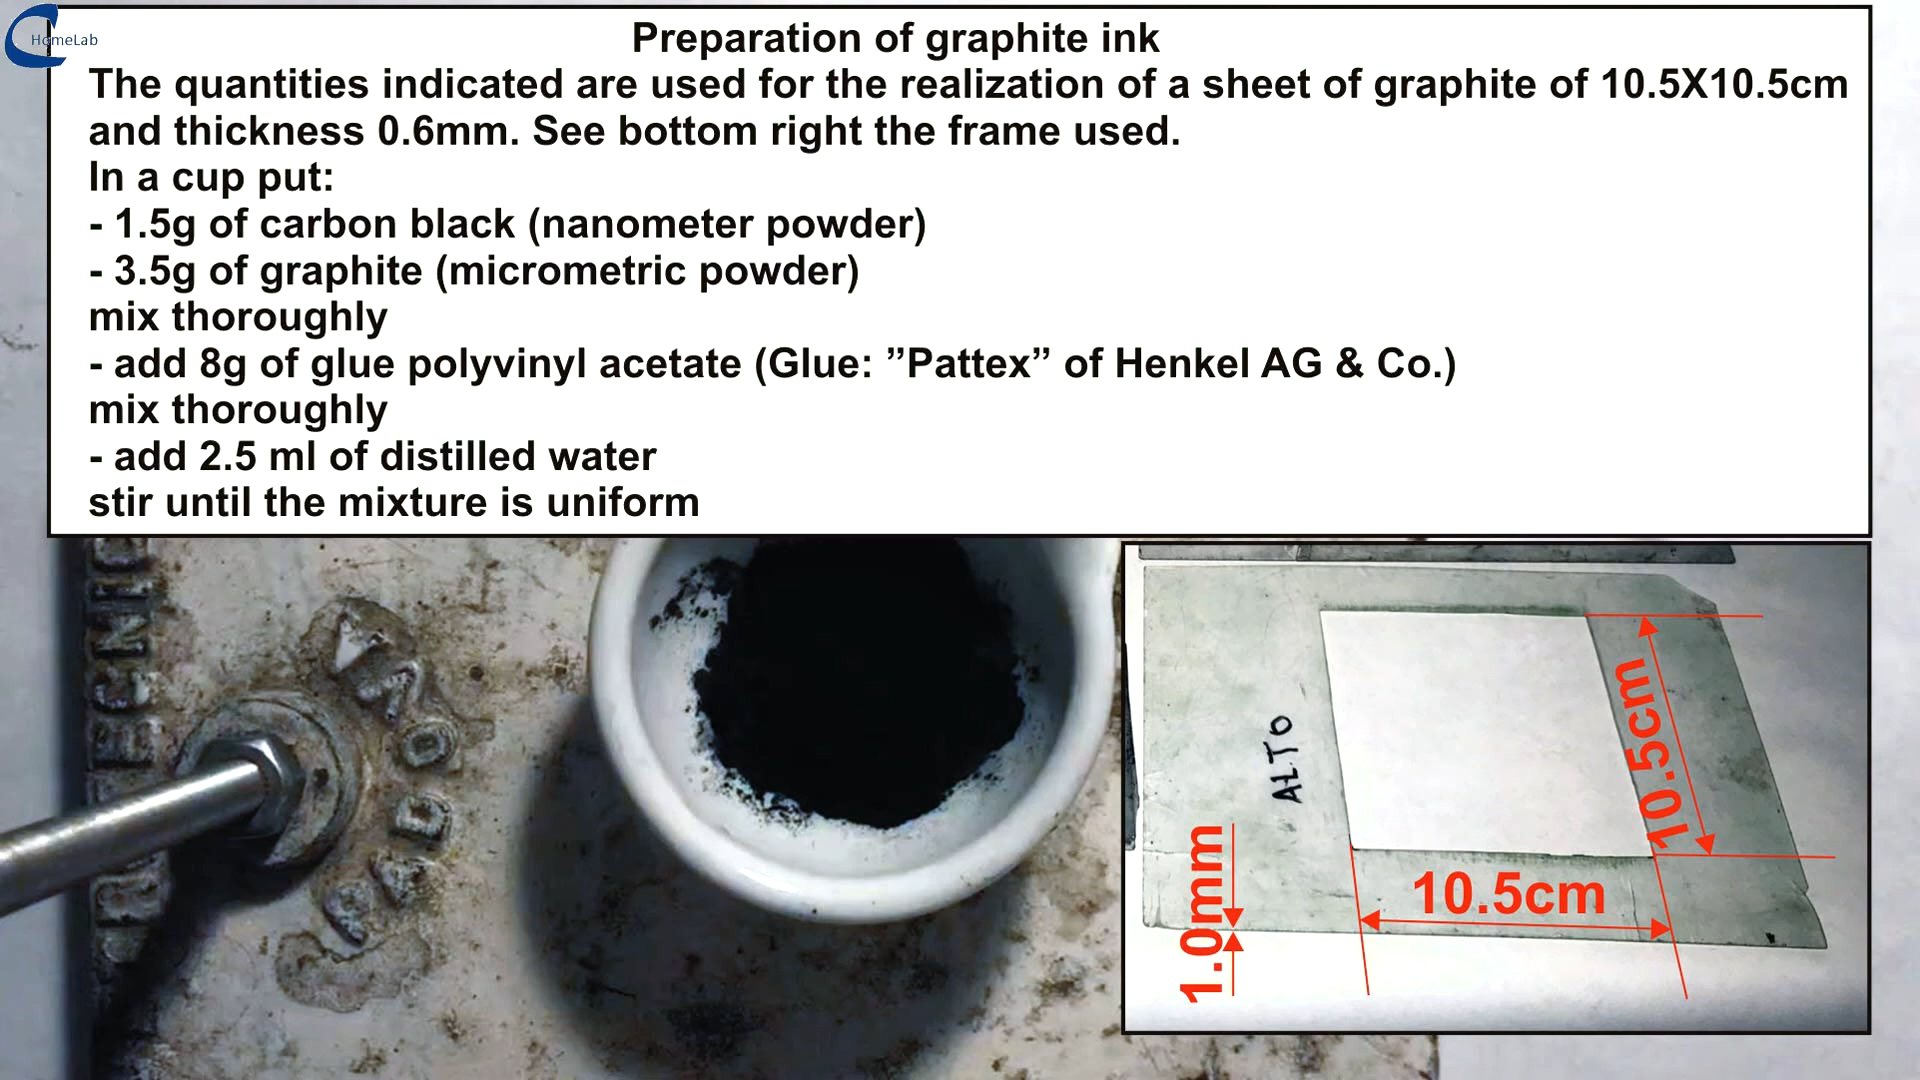 HomeLab
Preparation of graphite ink
The quantities indicated are used for the realization of a sheet of graphite of 10.5X10.5cm
and thickness 0.6mm. See bottom right the frame used.
In a cup put:
- 1.5g of carbon black (nanometer powder)
- 3.5g of graphite (micrometric powder)
mix thoroughly
- add 8g of glue polyvinyl acetate (Glue: ”Pattex” of Henkel AG & Co.)
mix thoroughly
- add 2.5 ml of distilled water
stir until the mixture is uniform
ALTO
10.5cm
10.5cm
1.0mm